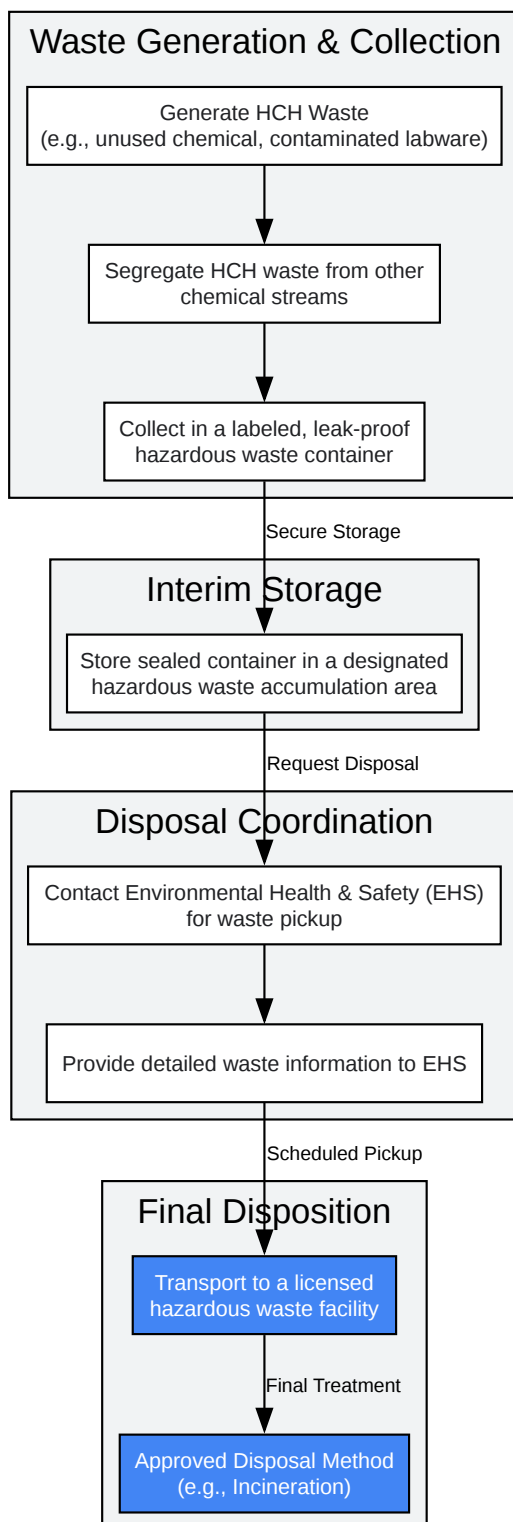 Waste Generation & Collection
Generate HCH Waste
(e.g., unused chemical, contaminated labware)
Segregate HCH waste from other
chemical streams
Collect in a labeled, leak-proof
hazardous waste container
Secure Storage
Interim Storage
Store sealed container in a designated
hazardous waste accumulation area
Request Disposal
Disposal Coordination
Contact Environmental Health & Safety (EHS)
for waste pickup
Provide detailed waste information to EHS
Scheduled Pickup
Final Disposition
Transport to a licensed
hazardous waste facility
Final Treatment
Approved Disposal Method
(e.g., Incineration)